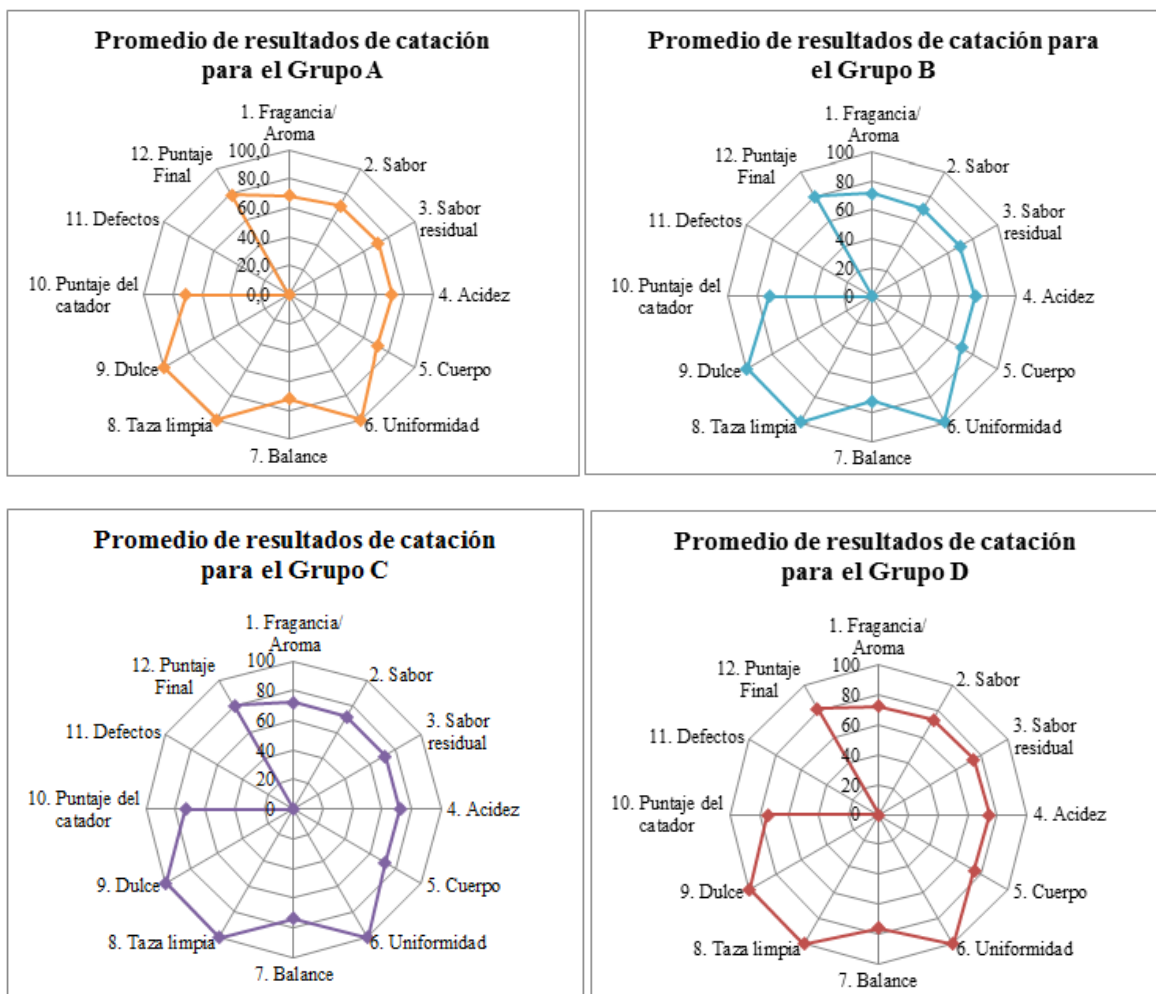 Promedio de resultados de catación
para el Grupo A
1. Fragancia/
Aroma
2. Sabor
3. Sabor
residual
4. Acidez
5. Cuerpo
6. Uniformidad
7. Balance
8. Taza limpia
9. Dulce
10. Puntaje del
catador
11. Defectos
12. Puntaje
Final
100,0
80,0
60,0
40,0
20,0
0,0
Promedio de resultados de catación para
el Grupo B
1. Fragancia/
Aroma
2. Sabor
3. Sabor
residual
4. Acidez
5. Cuerpo
6. Uniformidad
7. Balance
8. Taza limpia
9. Dulce
10. Puntaje del
catador
11. Defectos
12. Puntaje
Final
100
80
60
40
20
0
Promedio de resultados de catación
para el Grupo C
1. Fragancia/
Aroma
2. Sabor
3. Sabor
residual
4. Acidez
5. Cuerpo
6. Uniformidad
7. Balance
8. Taza limpia
9. Dulce
10. Puntaje del
catador
11. Defectos
12. Puntaje
Final
100
80
60
40
20
0
Promedio de resultados de catación
para el Grupo D
1. Fragancia/
Aroma
2. Sabor
3. Sabor
residual
4. Acidez
5. Cuerpo
6. Uniformidad
7. Balance
8. Taza limpia
9. Dulce
10. Puntaje del
catador
11. Defectos
12. Puntaje
Final
100
80
60
40
20
0